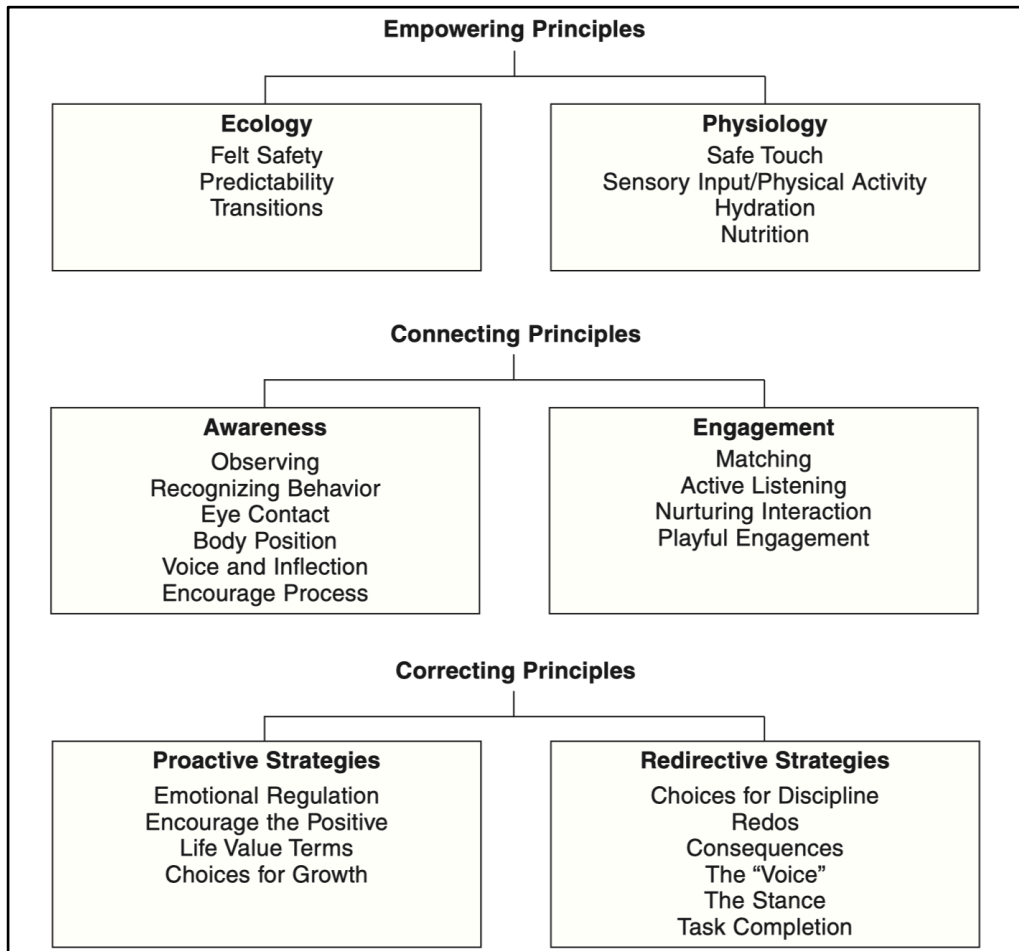 Empowering Principles
Ecology
Felt Safety
Predictability
Transitions
Physiology
Safe Touch
Sensory Input/Physical Activity
Hydration
Nutrition
Connecting Principles
Awareness
Observing
Recognizing Behavior
Eye Contact
Body Position
Voice and Inflection
Encourage Process
Engagement
Matching
Active Listening
Nurturing Interaction
Playful Engagement
Correcting Principles
Proactive Strategies
Emotional Regulation
Encourage the Positive
Life Value Terms
Choices for Growth
Redirective Strategies
Choices for Discipline
Redos
Consequences
The “Voice”
The Stance
Task Completion